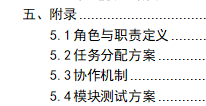 五、附录................
5.1角色与职责定义.........
5.2任务分配方案...........
5.3协作机制...............
5.4模块测试方案...........